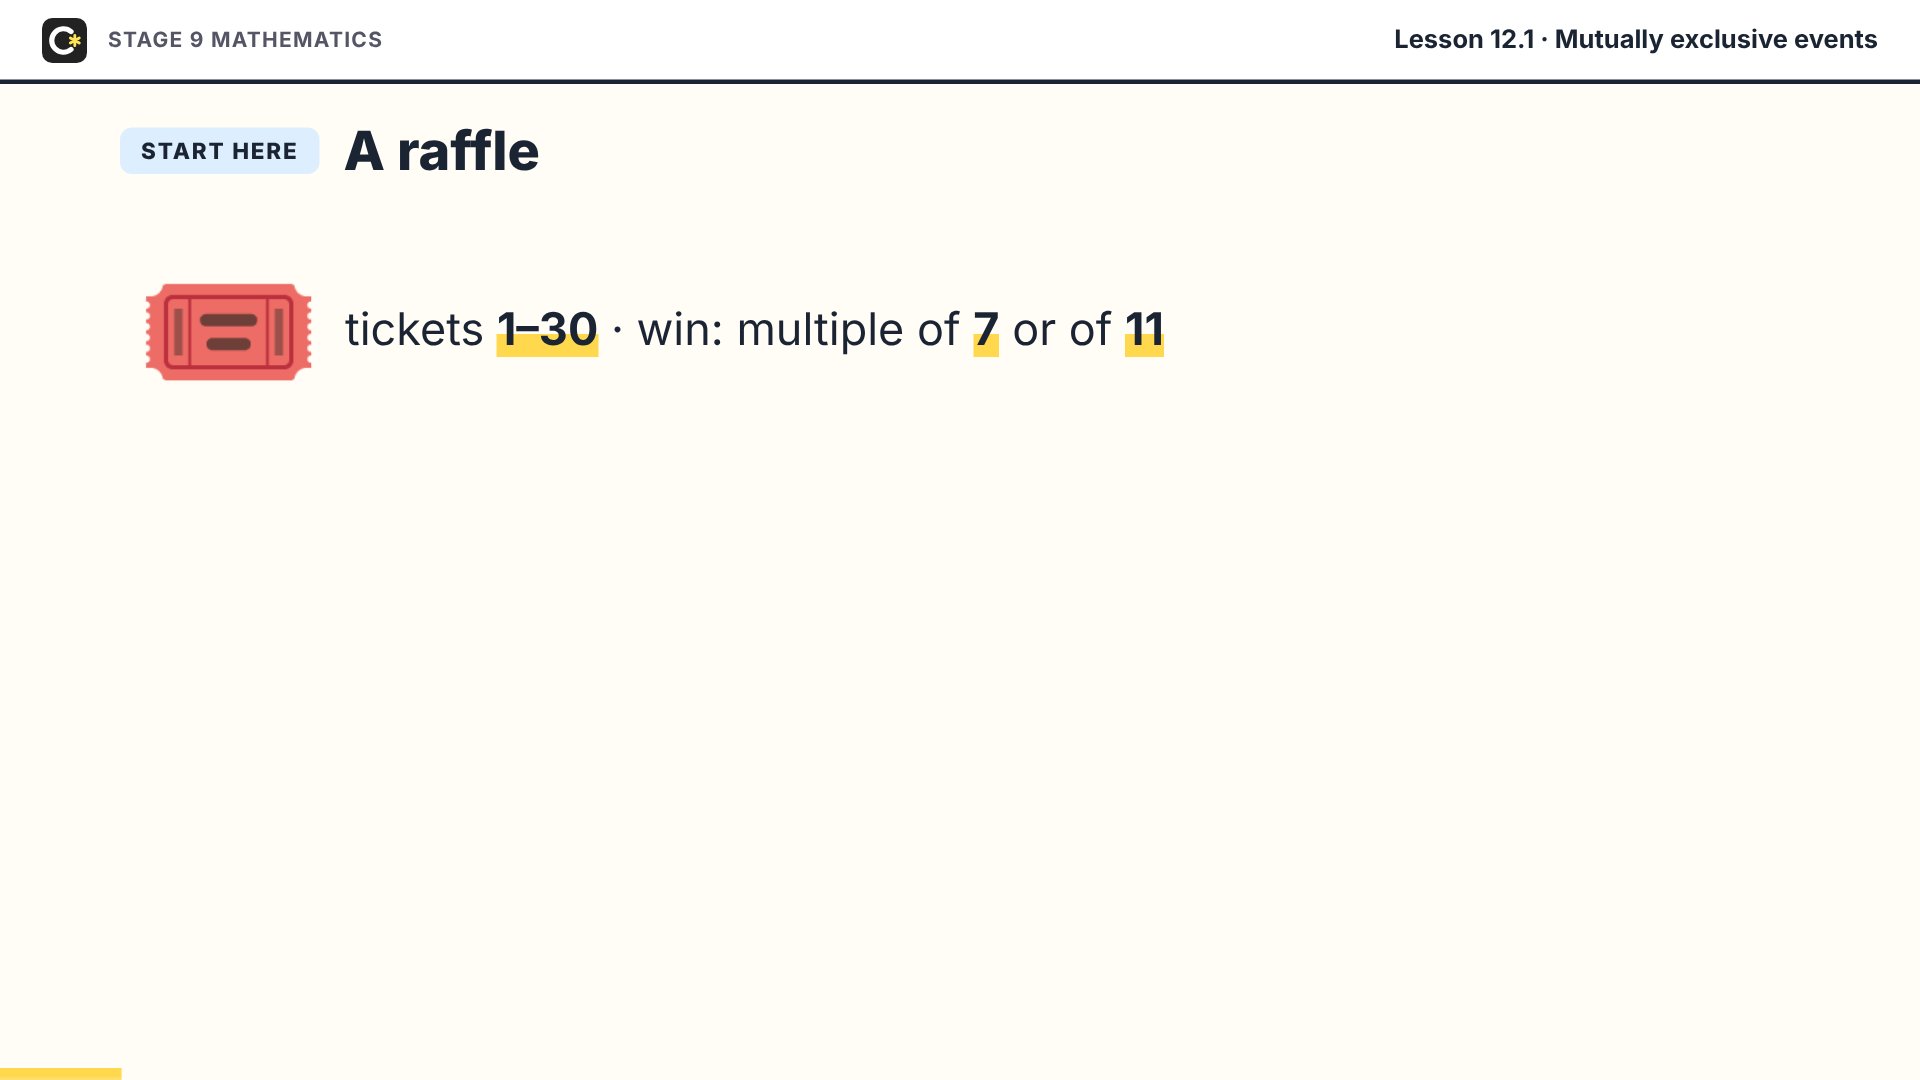 STAGE 9 MATHEMATICS
Lesson 12.1 · Mutually exclusive events
START HERE
A raffle
tickets 1–30 · win: multiple of 7 or of 11